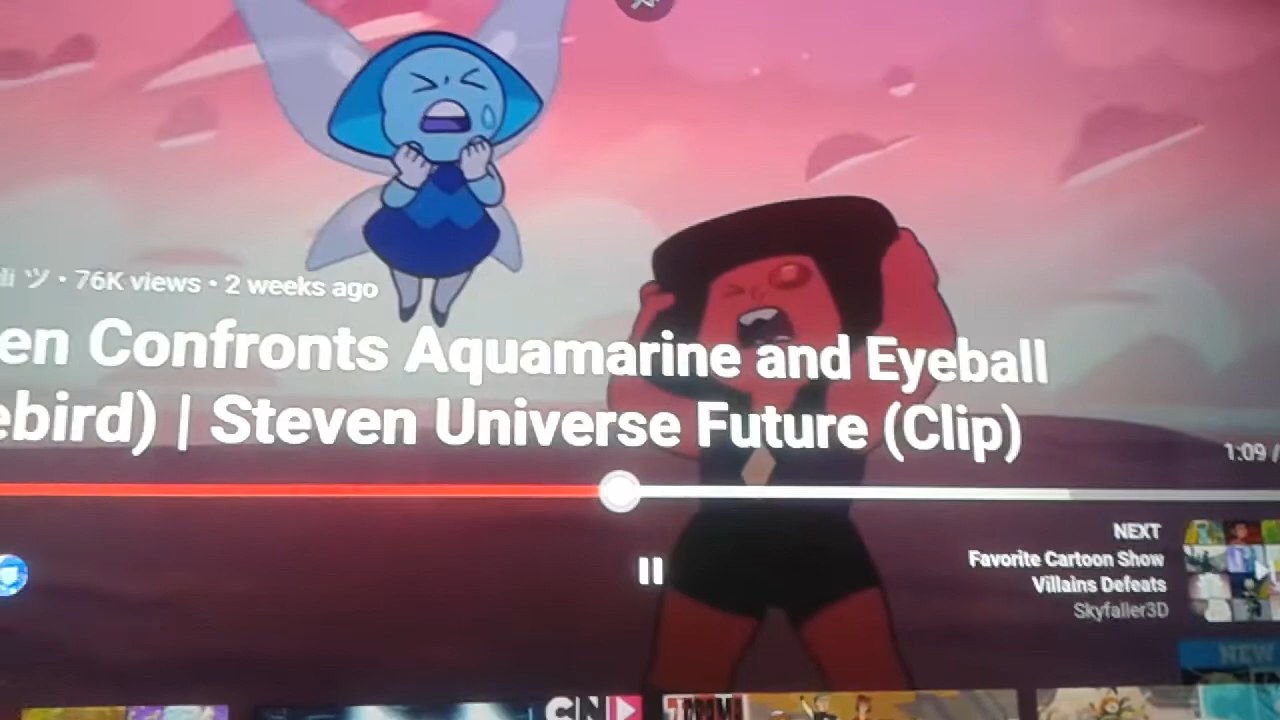 ツ • 76K views • 2 weeks ago
en Confronts Aquamarine and Eyeball
ebird) | Steven Universe Future (Clip)
1:09 /
NEXT
Favorite Cartoon Show
Villains Defeats
Skyfaller3D
NEW
CN